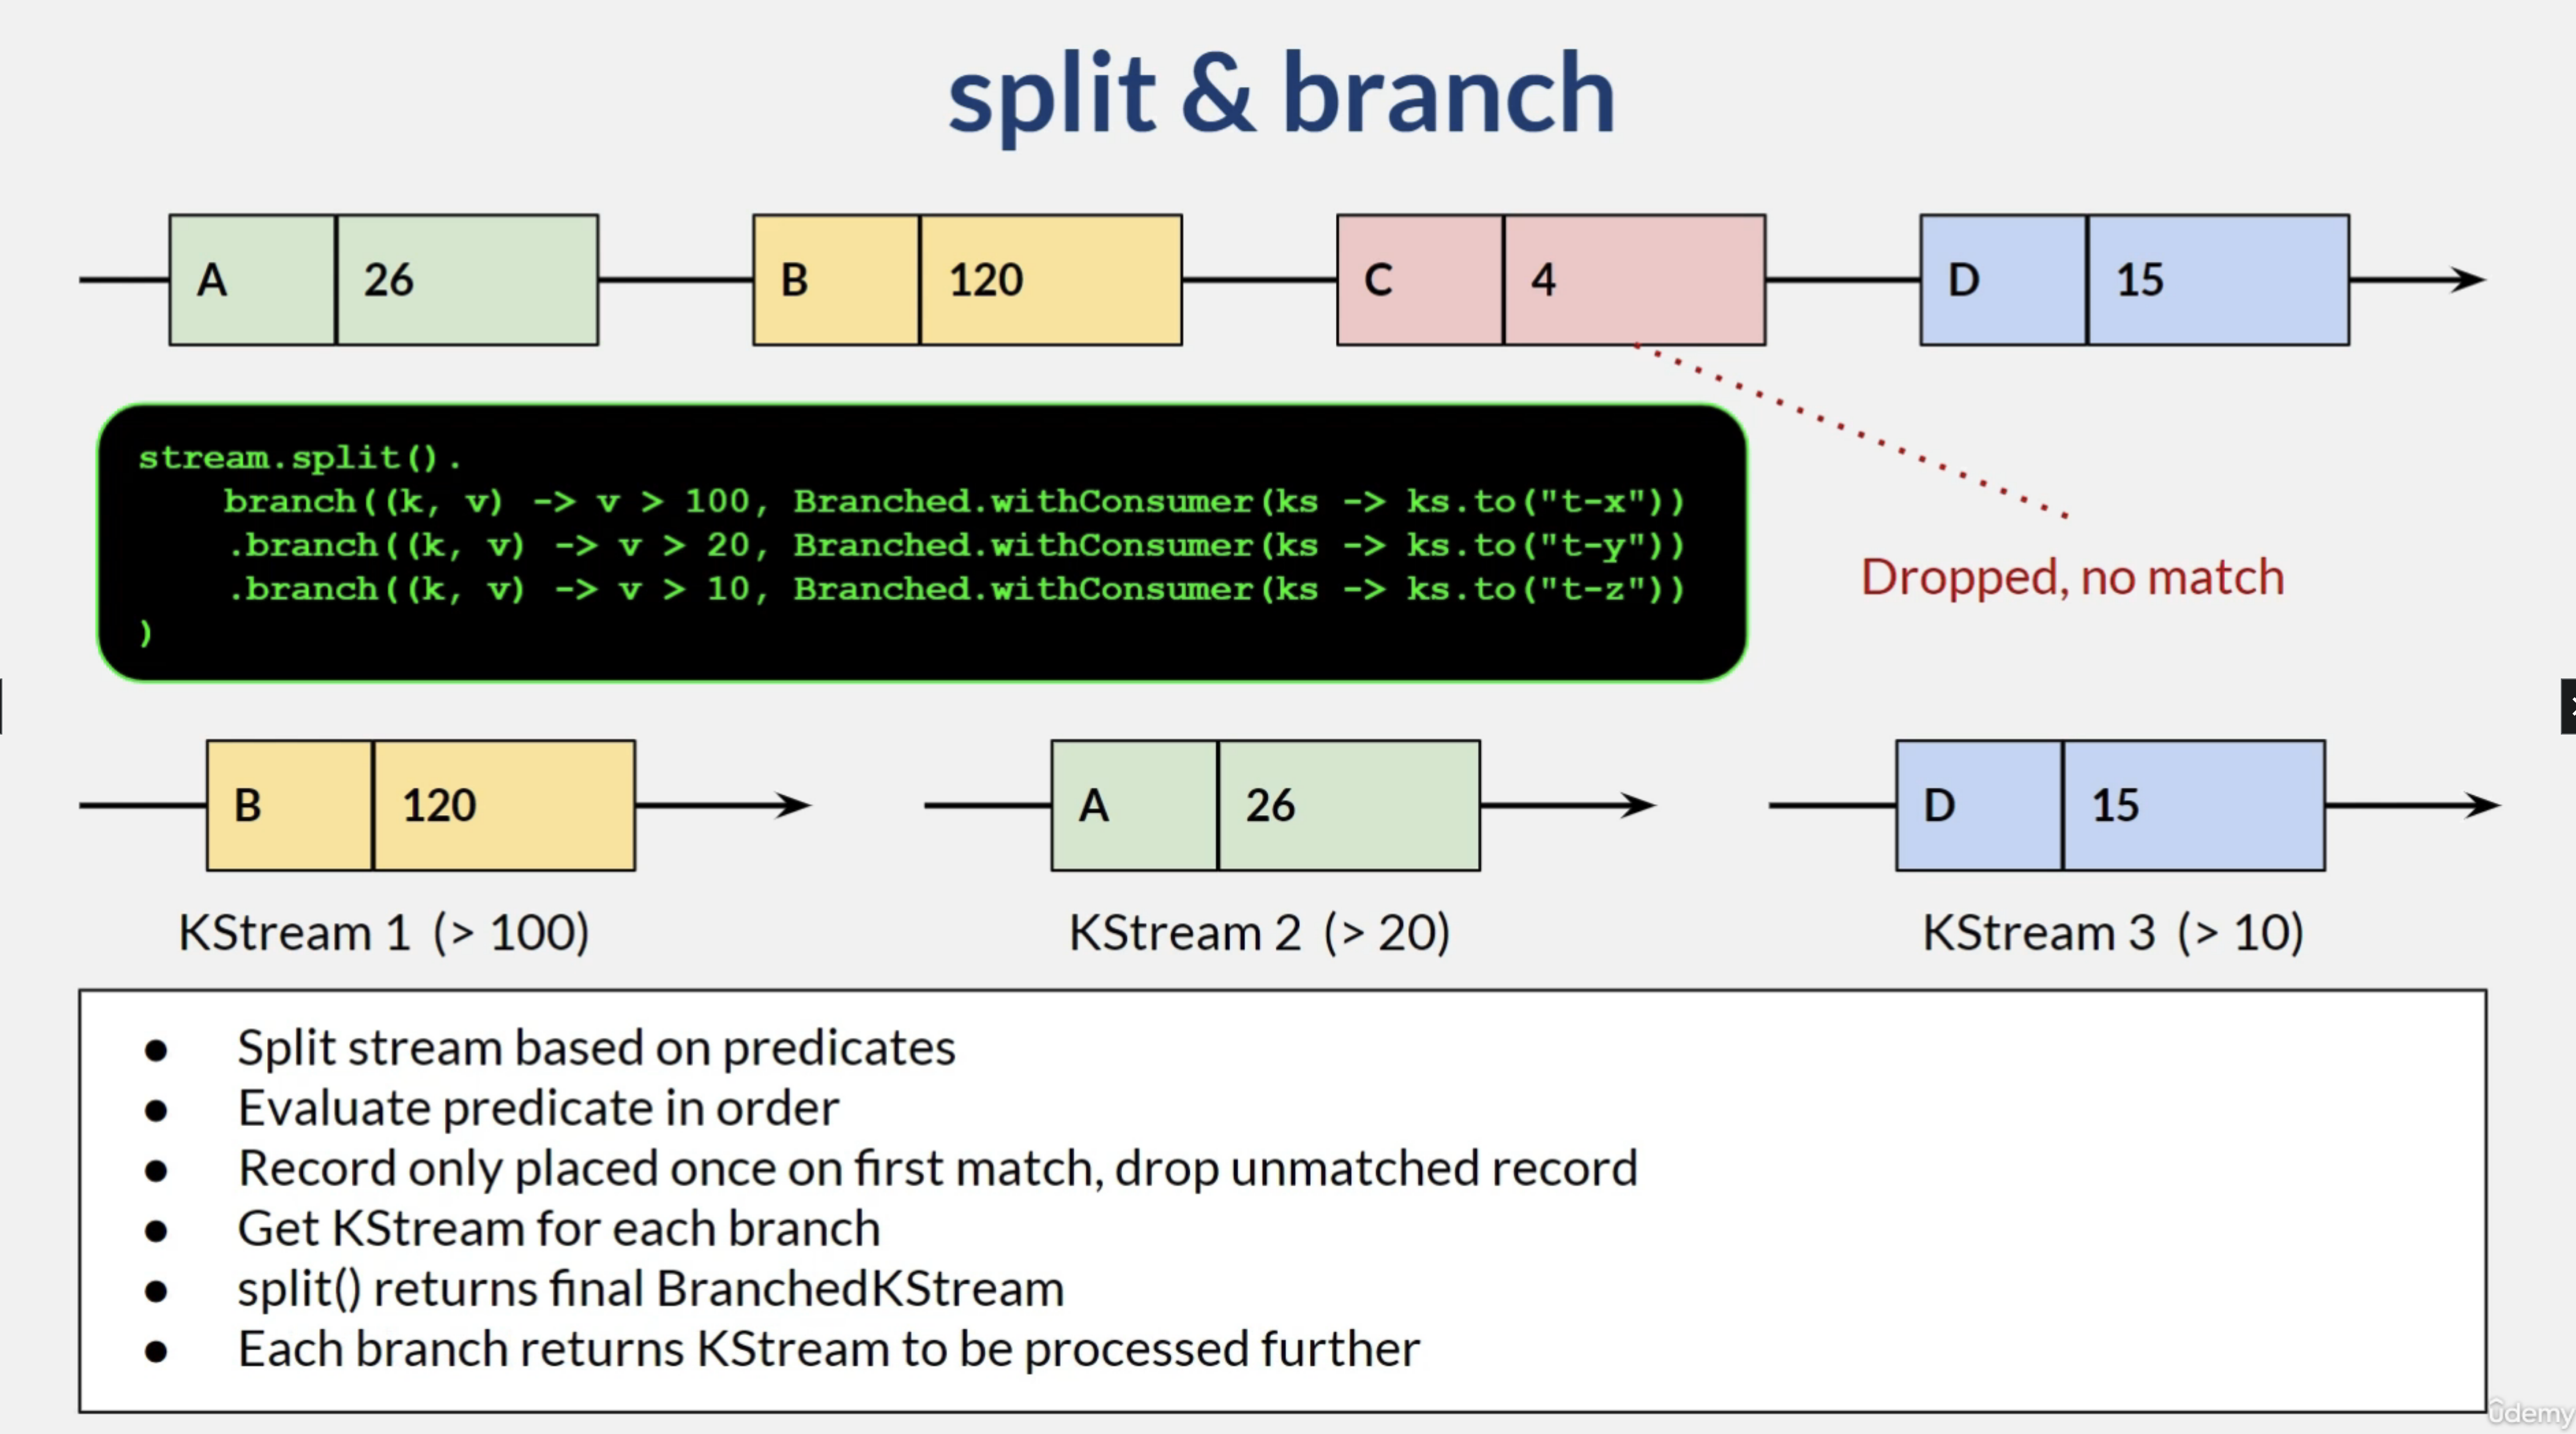 split & branch
A 26 B 120 C 4 D 15
stream.split().
branch((k, v) -> v > 100, Branched.withConsumer(ks -> ks.to("t-x"))
.branch((k, v) -> v > 20, Branched.withConsumer(ks -> ks.to("t-y"))
.branch((k, v) -> v > 10, Branched.withConsumer(ks -> ks.to("t-z"))
)
Dropped, no match
B 120 A 26 D 15
KStream 1 (> 100) KStream 2 (> 20) KStream 3 (> 10)
● Split stream based on predicates
● Evaluate predicate in order
● Record only placed once on first match, drop unmatched record
● Get KStream for each branch
● split() returns final BranchedKStream
● Each branch returns KStream to be processed further
ûdemy